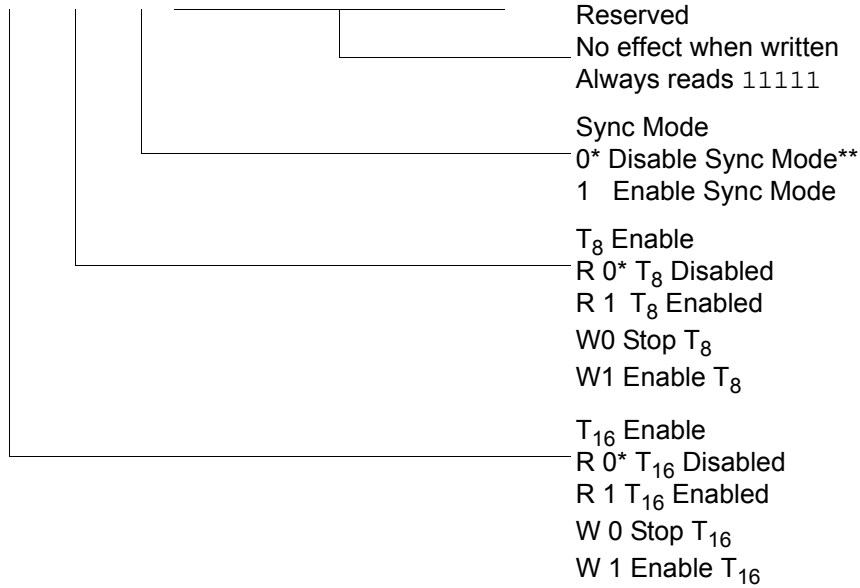 Reserved
No effect when written
Always reads 11111
Sync Mode
0* Disable Sync Mode**
1 Enable Sync Mode
T8 Enable
R 0* T8 Disabled
R 1 T8 Enabled
W0 Stop T8
W1 Enable T8
T16 Enable
R 0* T16 Disabled
R 1 T16 Enabled
W 0 Stop T16
W 1 Enable T16